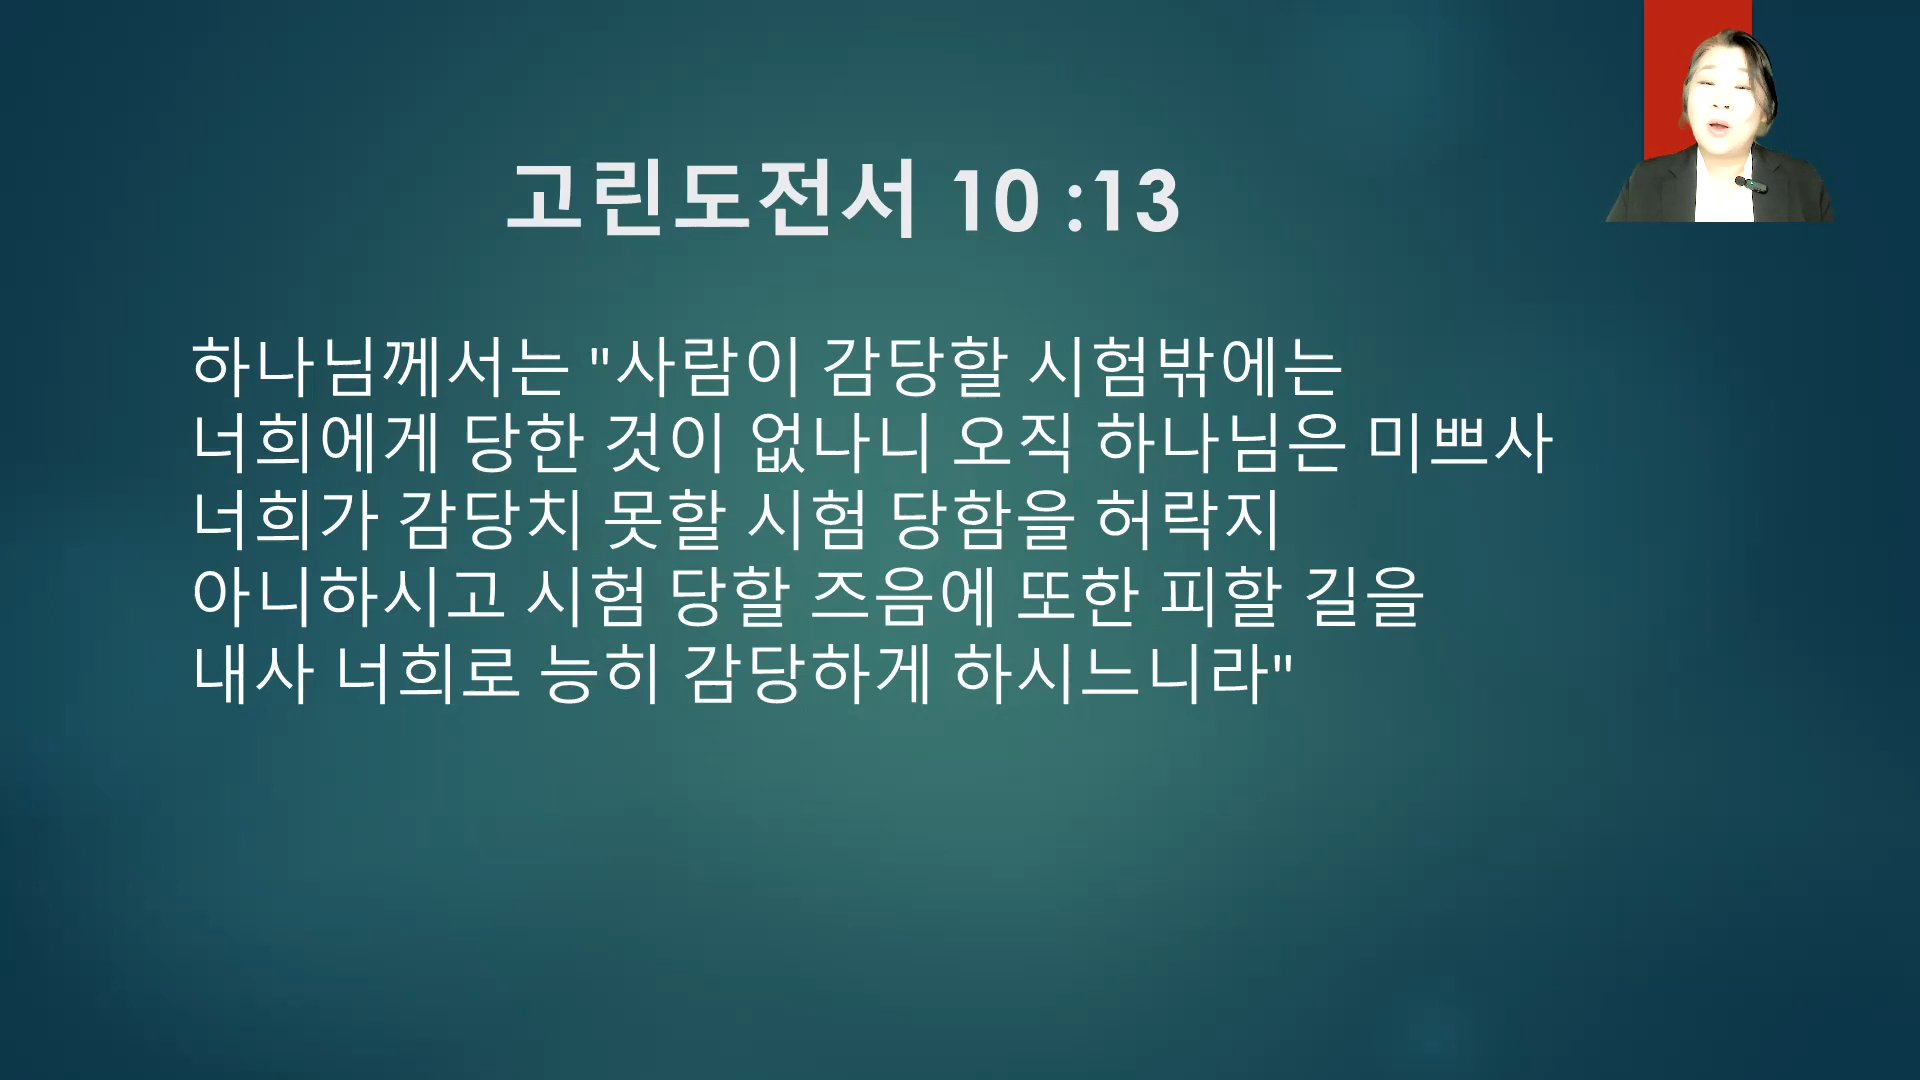 고린도전서 10 :13
하나님께서는 "사람이 감당할 시험밖에는
너희에게 당한 것이 없나니 오직 하나님은 미쁘사
너희가 감당치 못할 시험 당함을 허락지
아니하시고 시험 당할 즈음에 또한 피할 길을
내사 너희로 능히 감당하게 하시느니라"